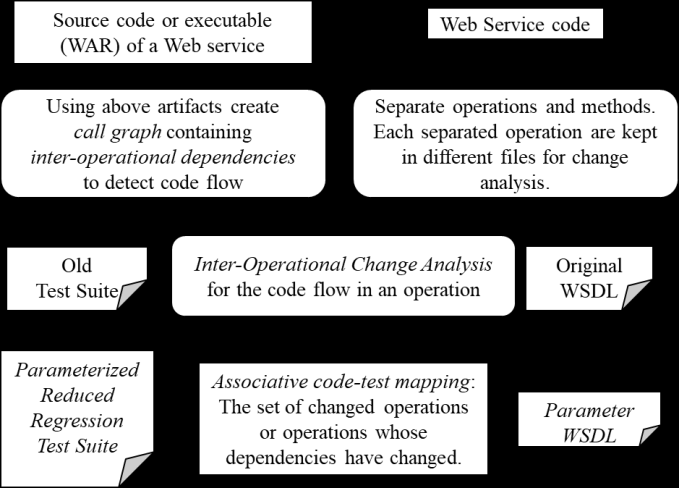 Source code or executable
(WAR) of a Web service
Web Service code
Using above artifacts create
call graph containing
inter-operational dependencies
to detect code flow
Separate operations and methods.
Each separated operation are kept
in different files for change
analysis.
Old
Test Suite
Inter-Operational Change Analysis
for the code flow in an operation
Original
WSDL
Parameterized
Reduced
Regression
Test Suite
Associative code-test mapping:
The set of changed operations
or operations whose
dependencies have changed.
Parameter
WSDL